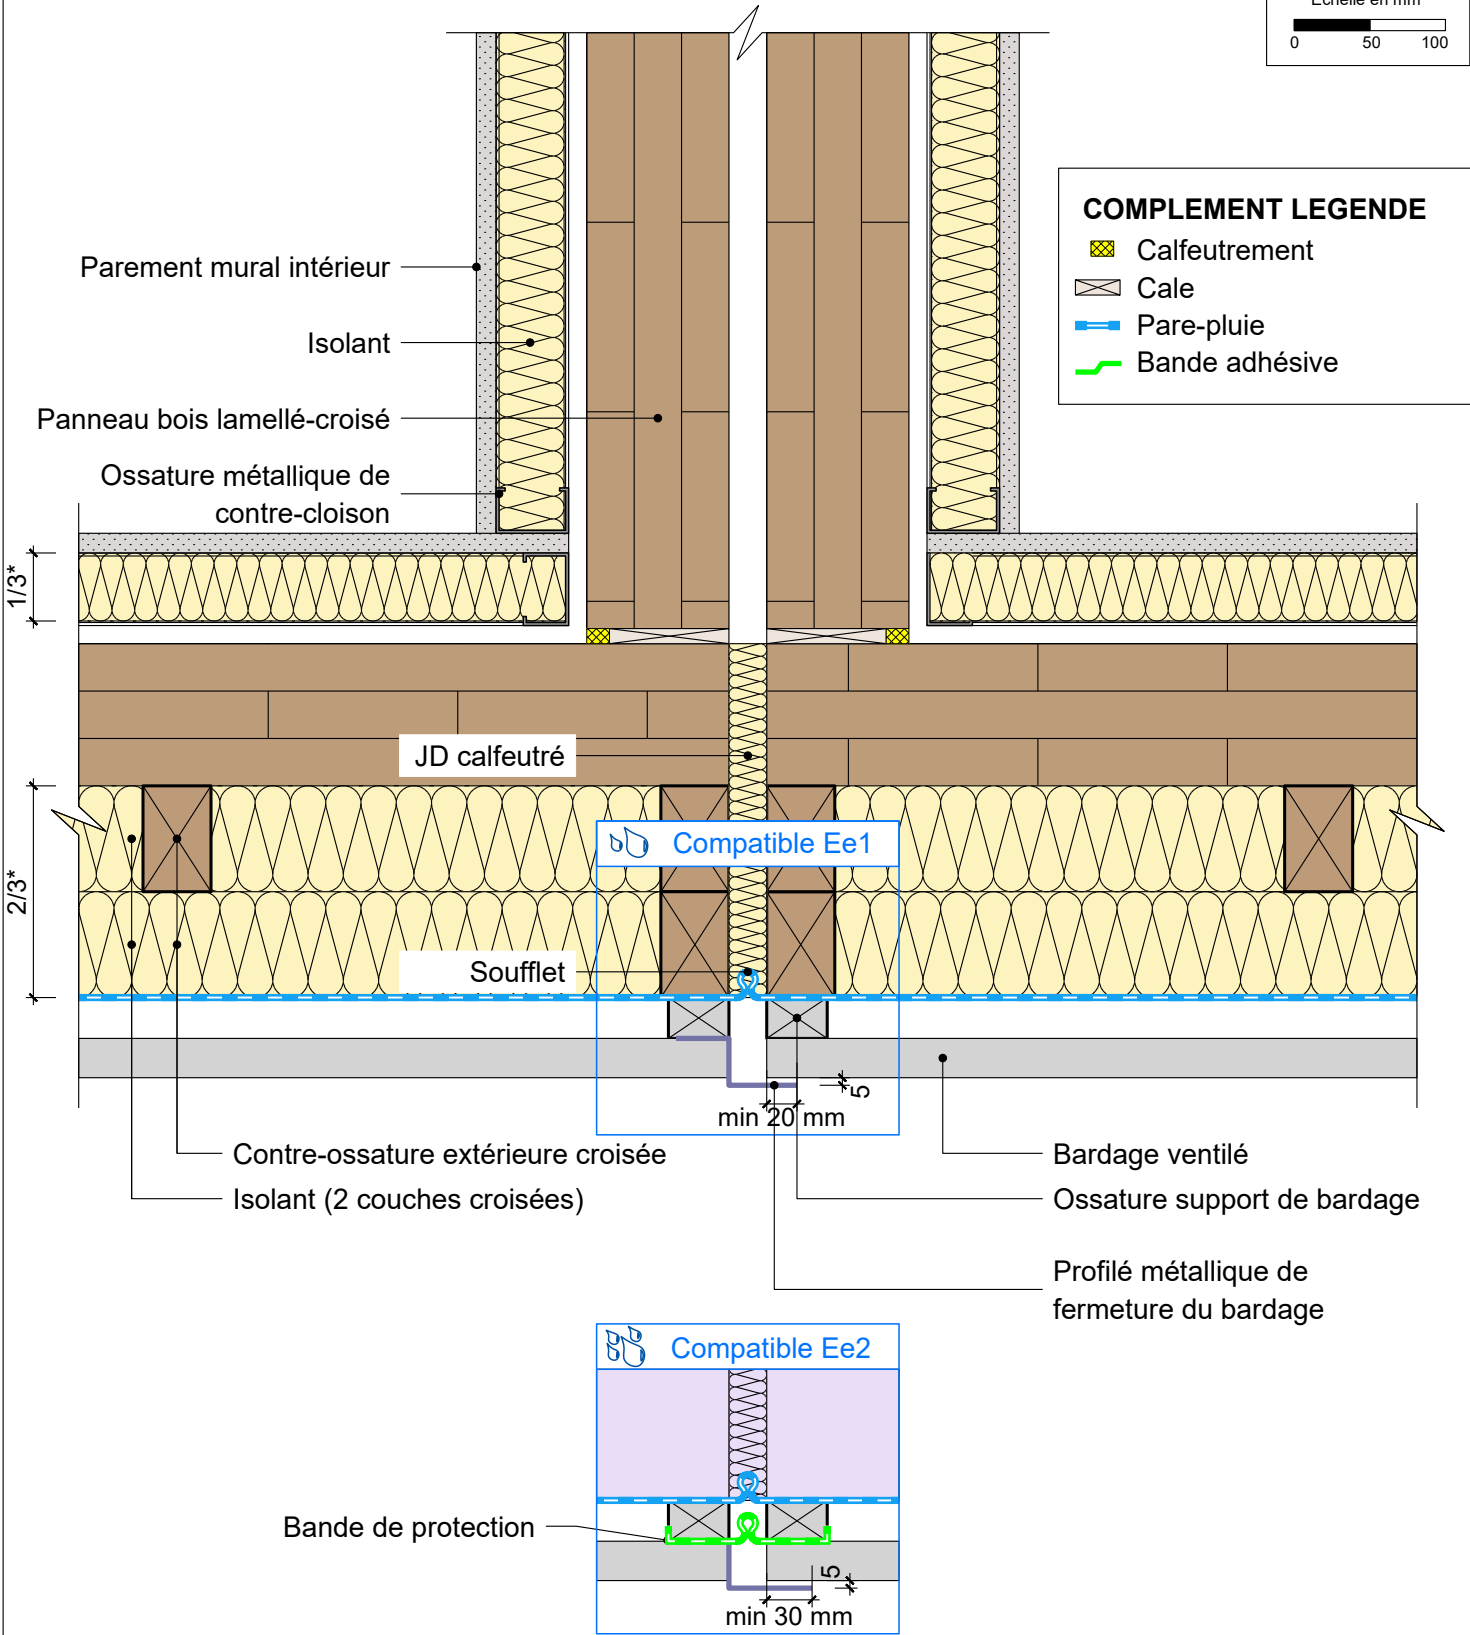 Echelle en mm
0 50 100
COMPLEMENT LEGENDE
Calfeutrement
Cale
Pare-pluie
Bande adhésive
Parement mural intérieur
Isolant
Panneau bois lamellé-croisé
Ossature métallique de
contre-cloison
1/3*
JD calfeutré
2/3*
Compatible Ee1
Soufflet
5
min 20 mm
Contre-ossature extérieure croisée
Isolant (2 couches croisées)
Bardage ventilé
Ossature support de bardage
Profilé métallique de
fermeture du bardage
Compatible Ee2
Bande de protection
5
min 30 mm